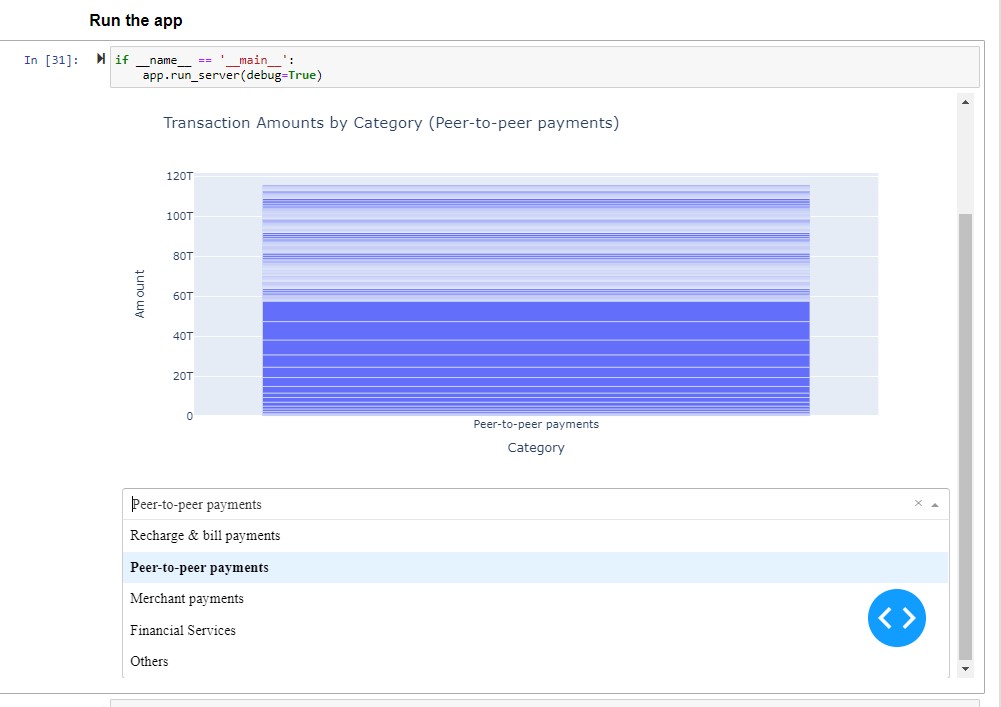 Run the app
In [31]:
if __name__ == '__main__':
    app.run_server(debug=True)
Transaction Amounts by Category (Peer-to-peer payments)
120T
100T
80T
60T
40T
20T
0
Amount
Peer-to-peer payments
Category
Peer-to-peer payments ×
Recharge & bill payments
Peer-to-peer payments
Merchant payments
Financial Services
Others